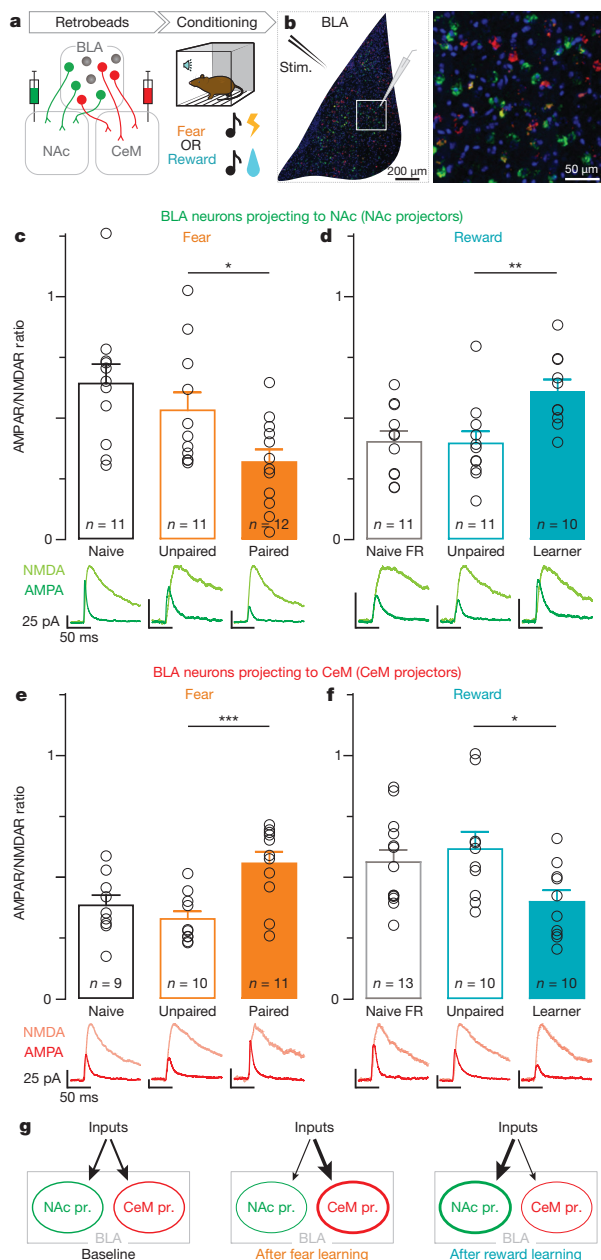 a Retrobeads Conditioning
BLA
NAc CeM
Fear
OR
Reward
b BLA
Stim.
200 µm
50 µm
BLA neurons projecting to NAc (NAc projectors)
c Fear
AMPAR/NMDAR ratio
1
0
*
n = 11 n = 11 n = 12
Naive Unpaired Paired
NMDA
AMPA
25 pA
50 ms
d Reward
1
0
**
n = 11 n = 11 n = 10
Naive FR Unpaired Learner
BLA neurons projecting to CeM (CeM projectors)
e Fear
AMPAR/NMDAR ratio
1
0
***
n = 9 n = 10 n = 11
Naive Unpaired Paired
NMDA
AMPA
25 pA
50 ms
f Reward
1
0
*
n = 13 n = 10 n = 10
Naive FR Unpaired Learner
g Inputs Inputs Inputs
NAc pr. CeM pr. NAc pr. CeM pr. NAc pr. CeM pr.
BLA BLA BLA
Baseline After fear learning After reward learning